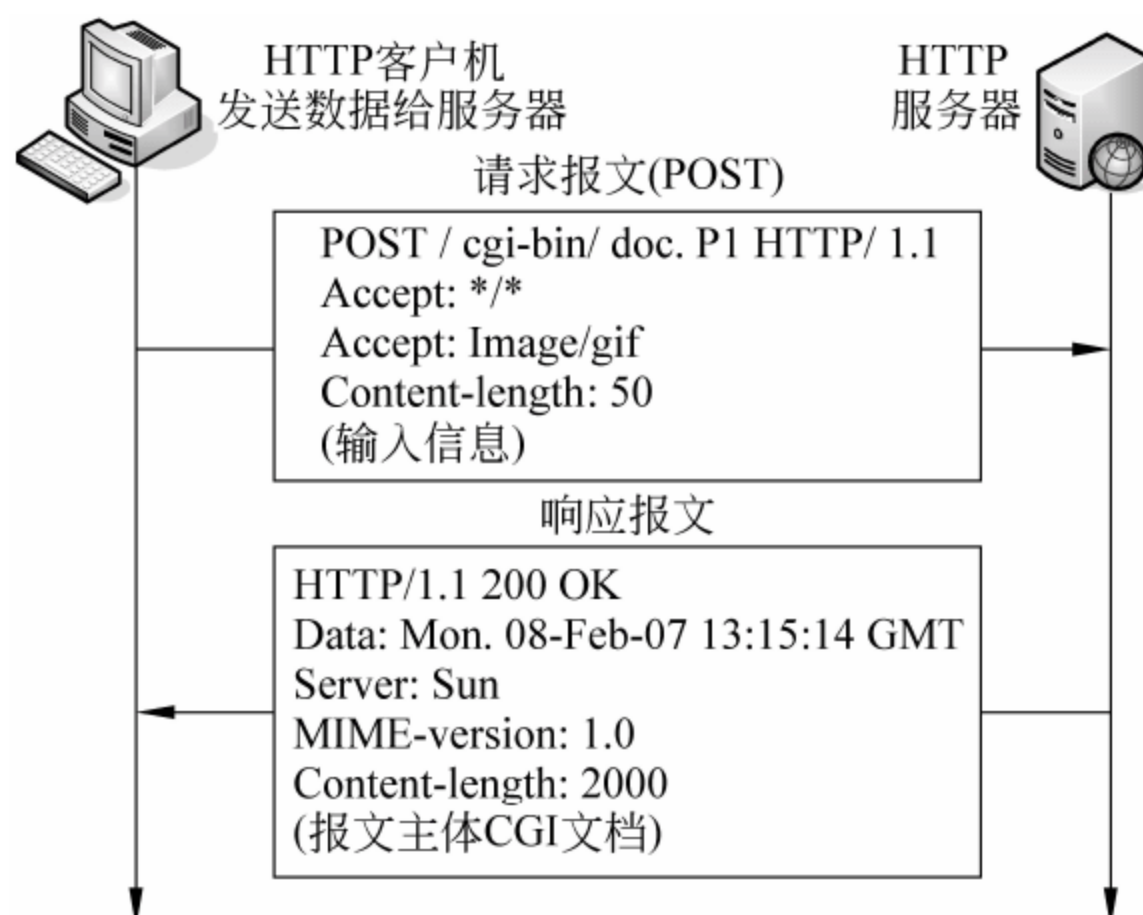 HTTP客户机
发送数据给服务器
HTTP
服务器
请求报文(POST)
POST / cgi-bin/ doc. P1 HTTP/ 1.1
Accept: */*
Accept: Image/gif
Content-length: 50
(输入信息)
响应报文
HTTP/1.1 200 OK
Data: Mon. 08-Feb-07 13:15:14 GMT
Server: Sun
MIME-version: 1.0
Content-length: 2000
(报文主体CGI文档)